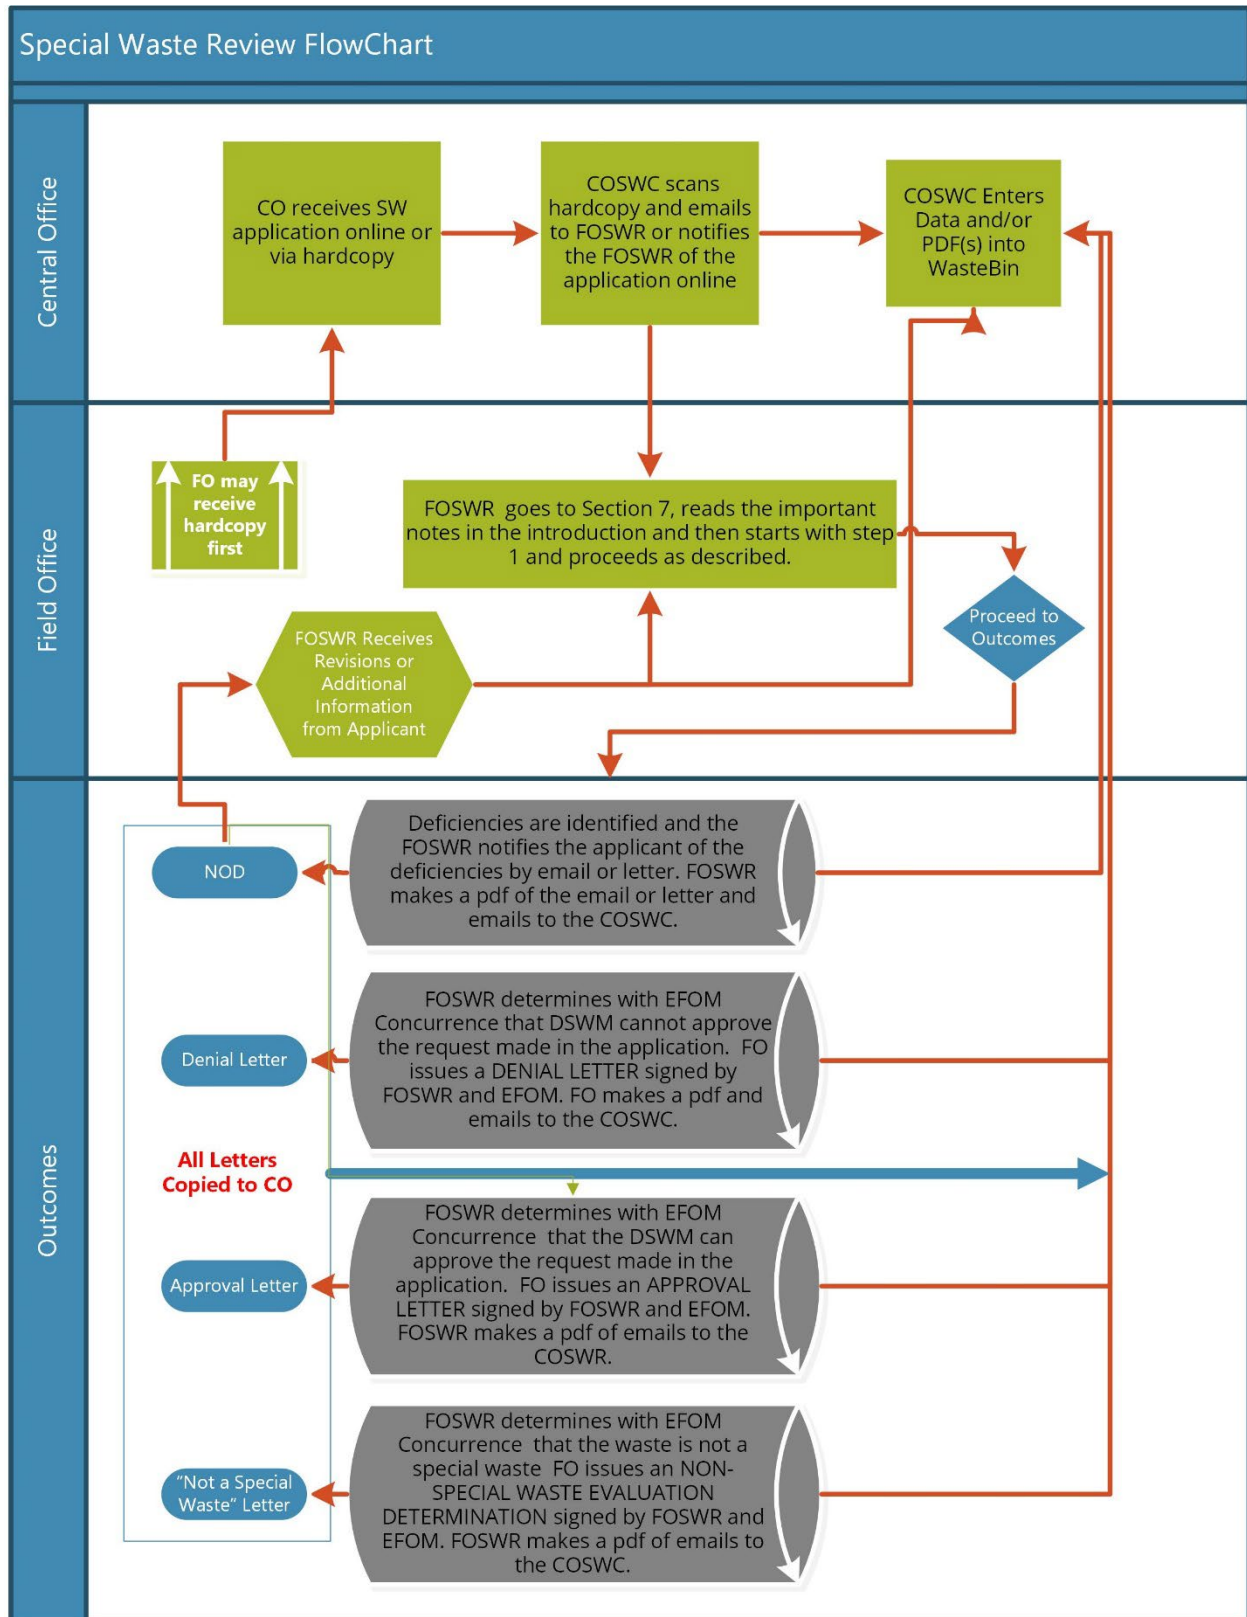 Special Waste Review FlowChart
Central Office
CO receives SW
application online or
via hardcopy
COSWC scans
hardcopy and emails
to FOSWR or notifies
the FOSWR of the
application online
COSWC Enters
Data and/or
PDF(s) into
WasteBin
Field Office
FO may
receive
hardcopy
first
FOSWR  goes to Section 7, reads the important
notes in the introduction and then starts with step
1 and proceeds as described.
Proceed to
Outcomes
FOSWR Receives
Revisions or
Additional
Information
from Applicant
Outcomes
NOD
Deficiencies are identified and the
FOSWR notifies the applicant of the
deficiencies by email or letter. FOSWR
makes a pdf of the email or letter and
emails to the COSWC.
Denial Letter
FOSWR determines with EFOM
Concurrence that DSWM cannot approve
the request made in the application.  FO
issues a DENIAL LETTER signed by
FOSWR and EFOM. FO makes a pdf and
emails to the COSWC.
All Letters
Copied to CO
Approval Letter
FOSWR determines with EFOM
Concurrence  that the DSWM can
approve the request made in the
application.  FO issues an APPROVAL
LETTER signed by FOSWR and EFOM.
FOSWR makes a pdf of emails to the
COSWR.
"Not a Special
Waste" Letter
FOSWR determines with EFOM
Concurrence  that the waste is not a
special waste  FO issues an NON-
SPECIAL WASTE EVALUATION
DETERMINATION signed by FOSWR and
EFOM. FOSWR makes a pdf of emails to
the COSWC.